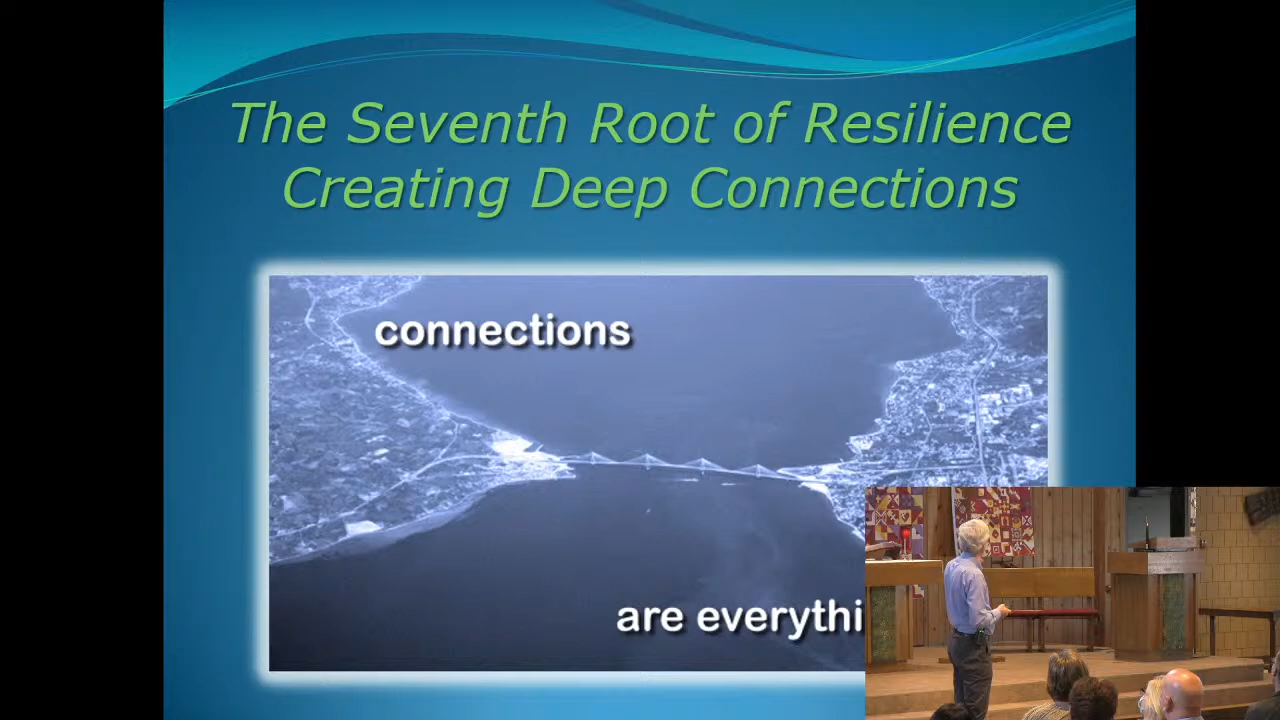 The Seventh Root of Resilience
Creating Deep Connections
connections
are everythi